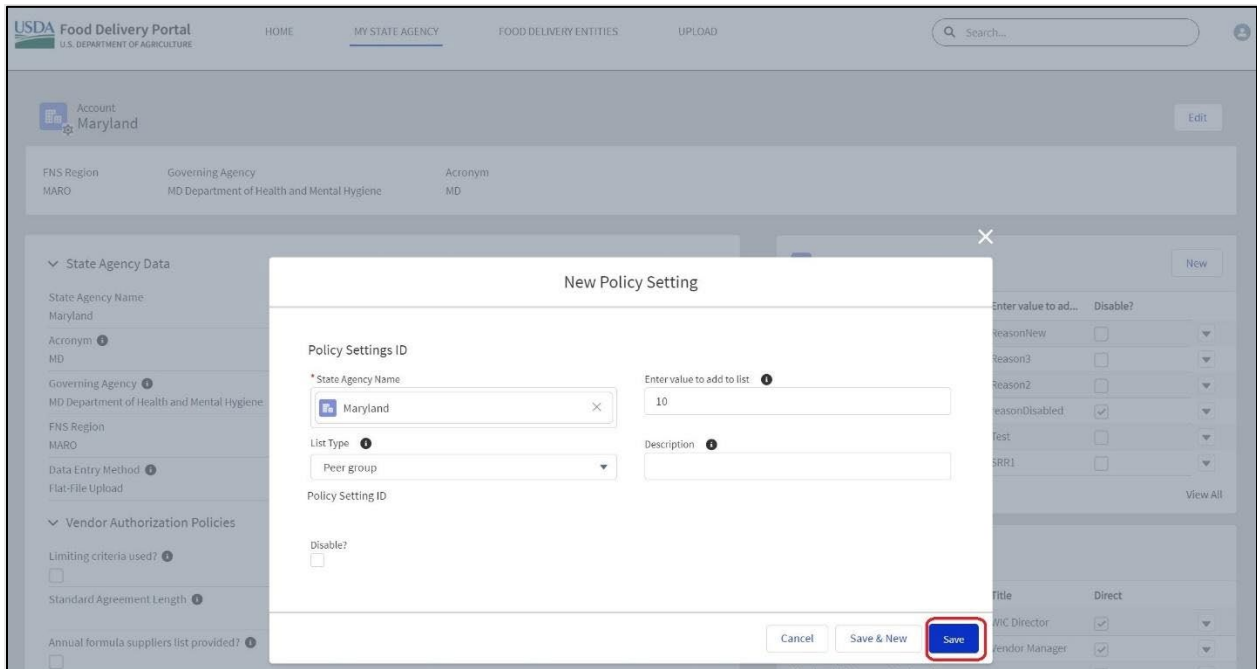 USDA Food Delivery Portal
U.S. DEPARTMENT OF AGRICULTURE
HOME MY STATE AGENCY FOOD DELIVERY ENTITIES UPLOAD
Search...
Account
Maryland
Edit
FNS Region Governing Agency Acronym
MARO MD Department of Health and Mental Hygiene MD
State Agency Data
State Agency Name
Maryland
Acronym
MD
Governing Agency
MD Department of Health and Mental Hygiene
FNS Region
MARO
Data Entry Method
Flat-File Upload
Vendor Authorization Policies
Limiting criteria used?
Standard Agreement Length
Annual formula suppliers list provided?
New Policy Setting
Policy Settings ID
*State Agency Name
Maryland
Enter value to add to list
10
List Type
Peer group
Description
Policy Setting ID
Disable?
Cancel Save & New Save
New
Enter value to ad... Disable?
ReasonNew
Reason3
Reason2
reasonDisabled
Test
SRR1
View All
Title Direct
WIC Director
Vendor Manager